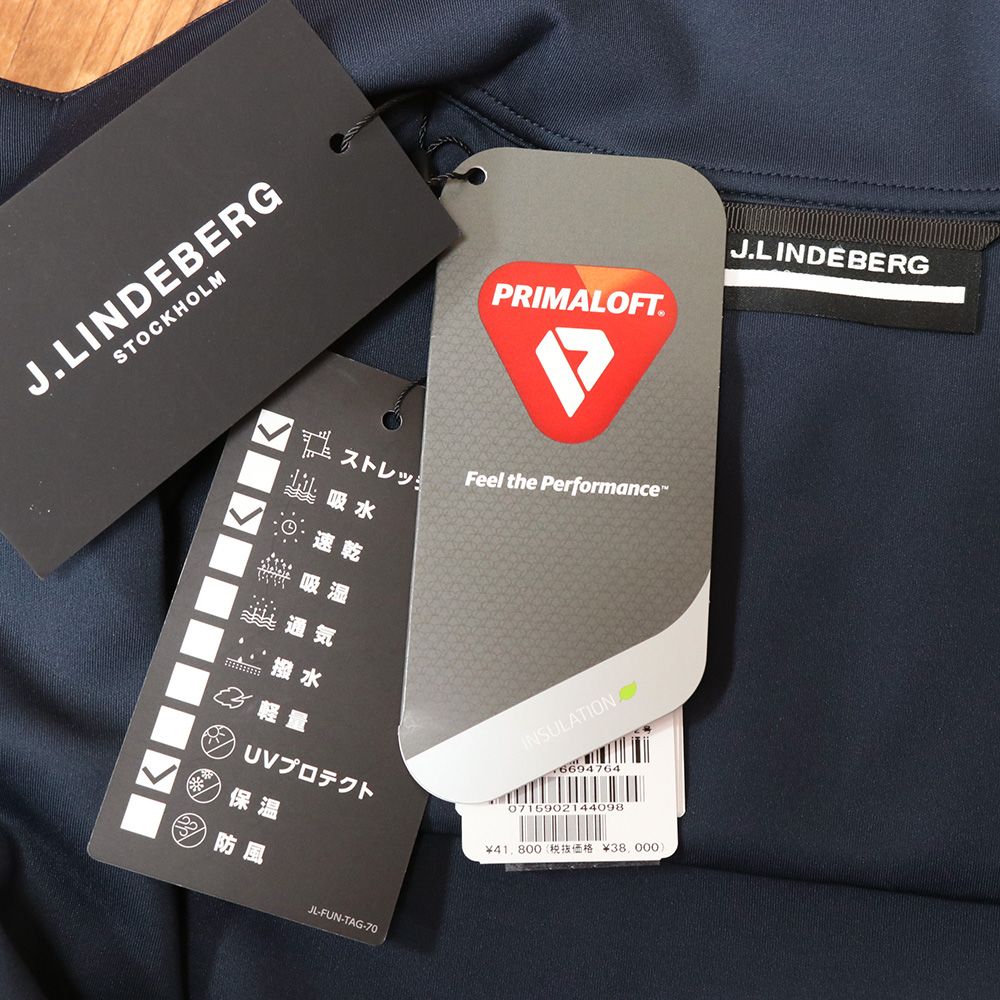 J.LINDEBERG
STOCKHOLM
PRIMALOFT®
Feel the Performance™
INSULATION
J.LINDEBERG
ストレッ
吸水
速乾
吸湿
通気
撥水
軽量
UVプロテクト
保温
防風
JL-FUN-TAG-70
6694764
0715902144098
¥41,800(税抜価格 ¥38,000)